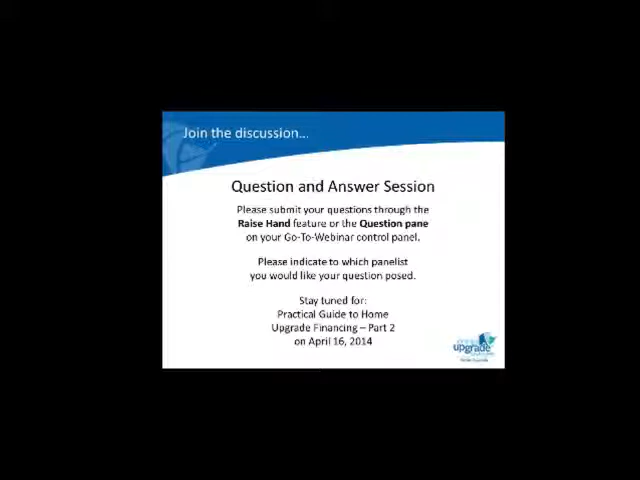 Join the discussion...
Question and Answer Session
Please submit your questions through the
Raise Hand feature or the Question pane
on your Go-To-Webinar control panel.
Please indicate to which panelist
you would like your question posed.
Stay tuned for:
Practical Guide to Home
Upgrade Financing – Part 2
on April 16, 2014
upgrade